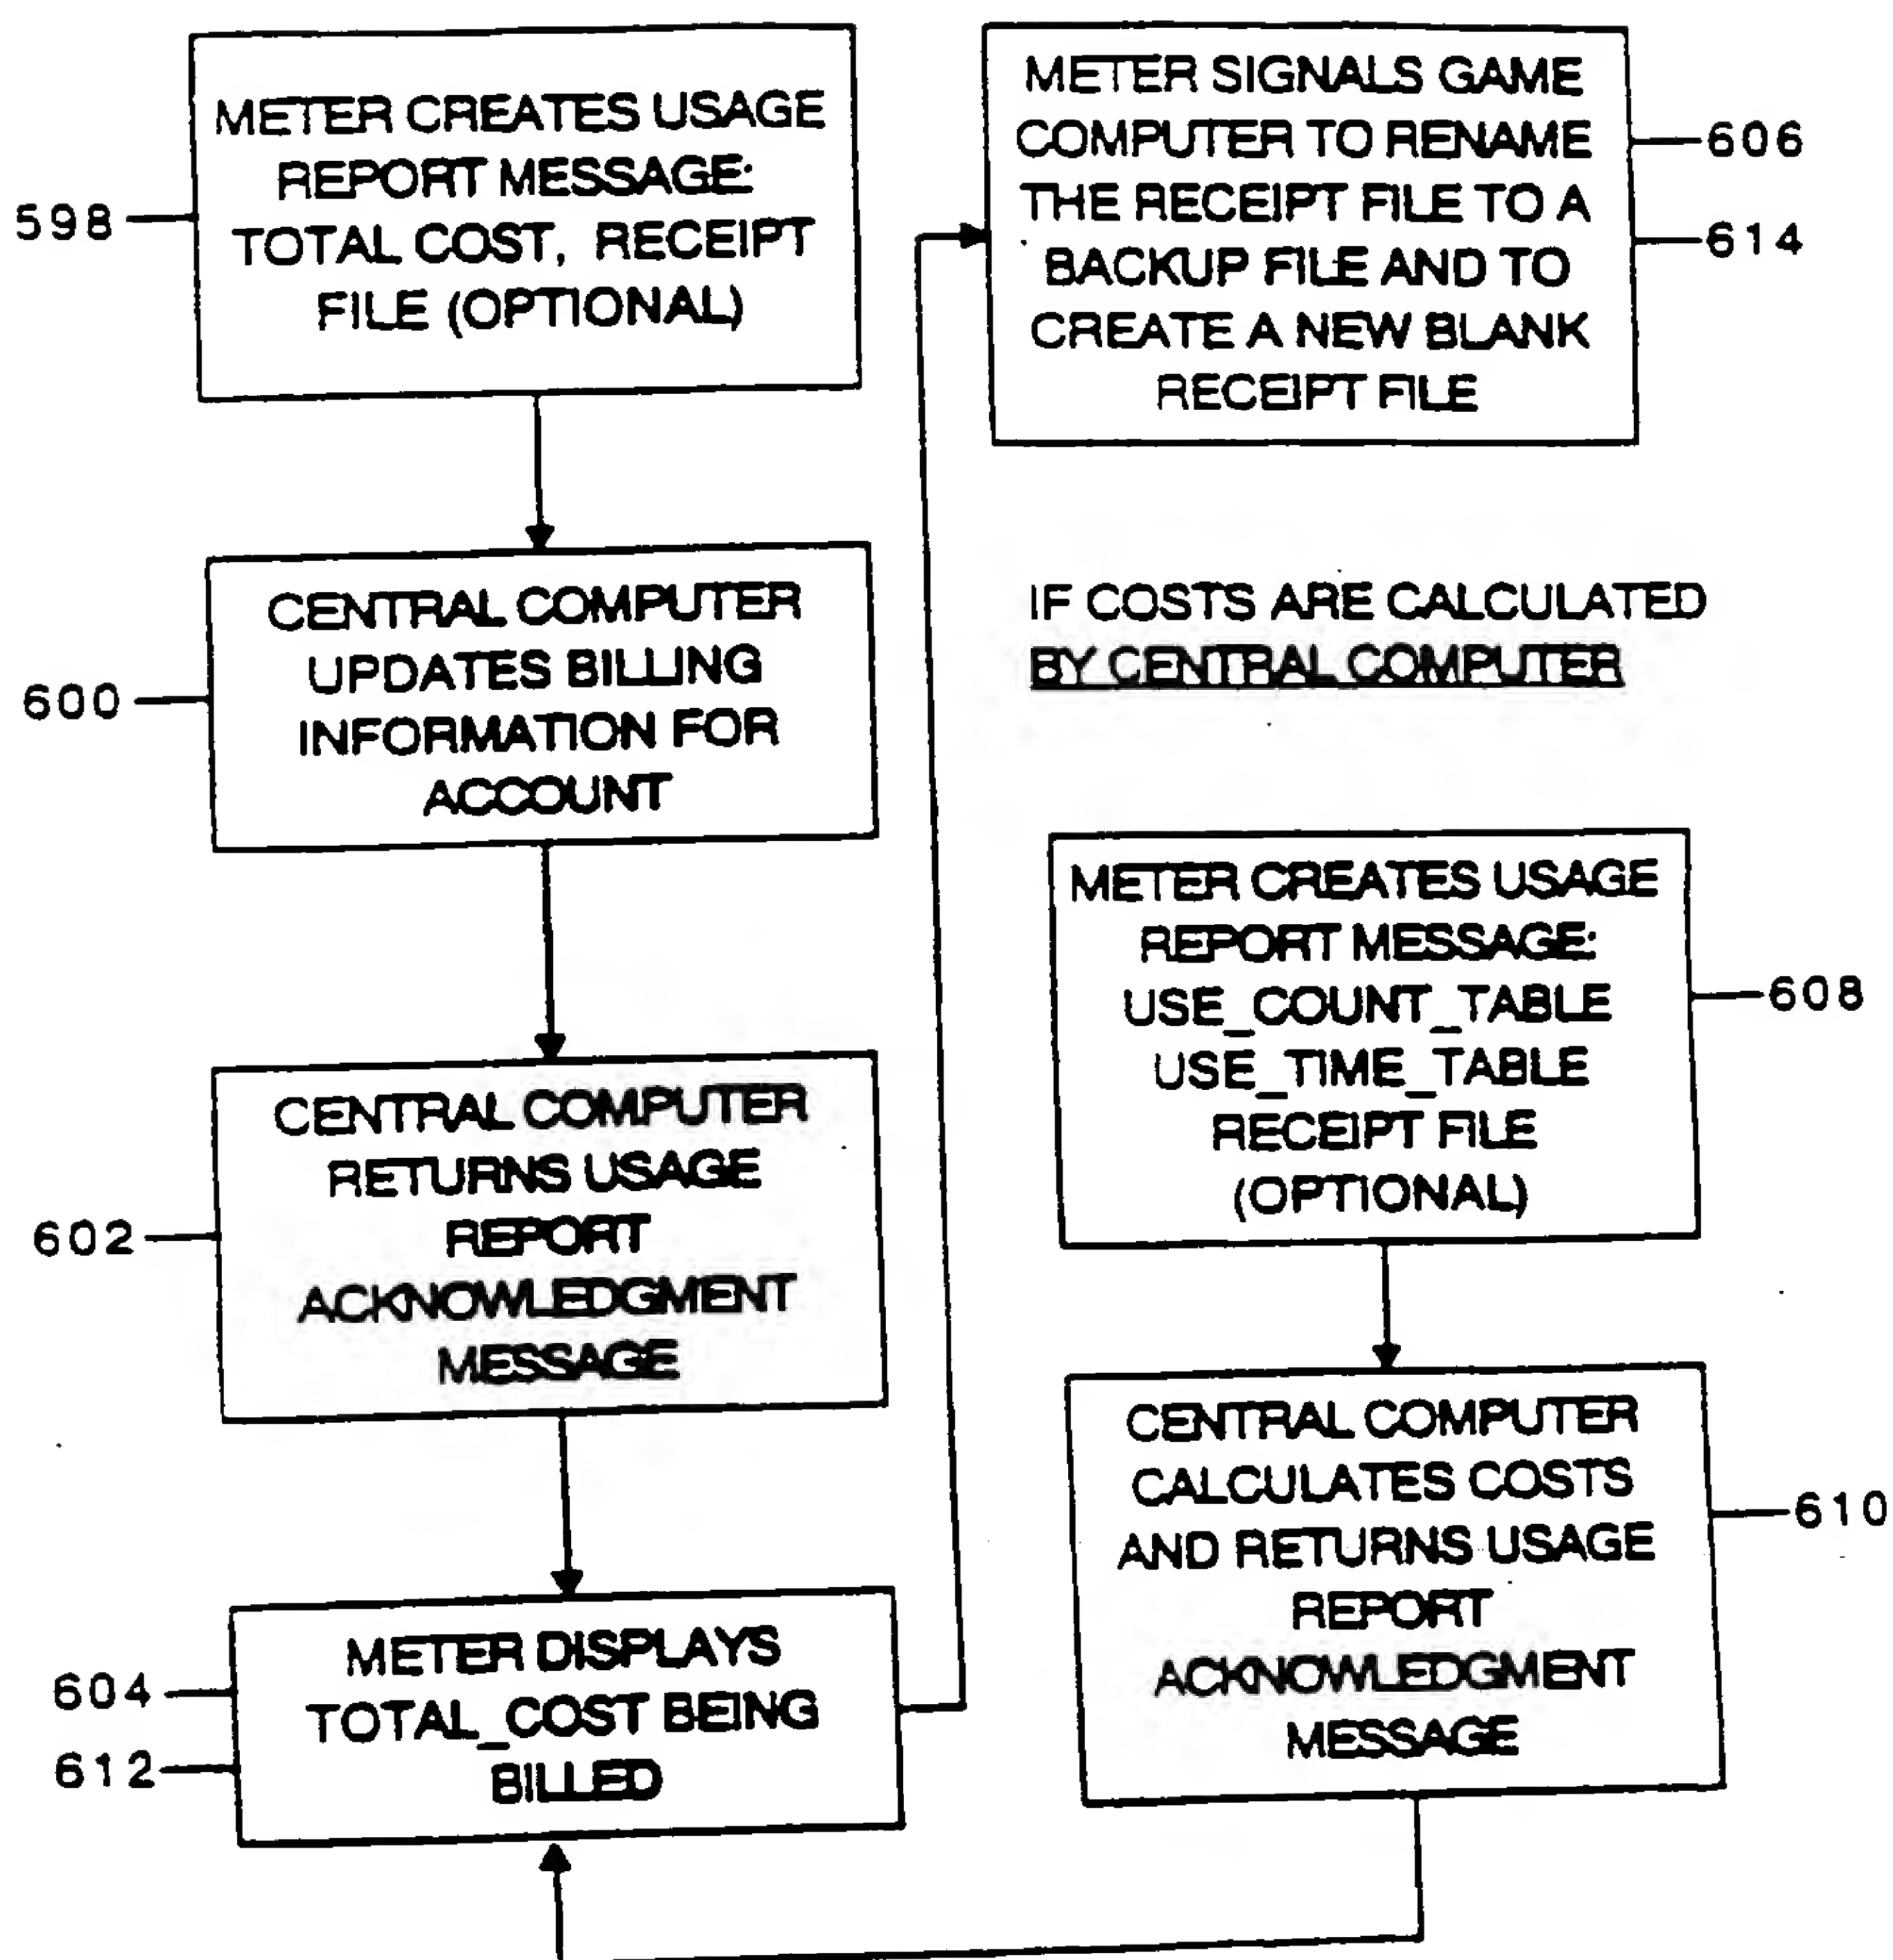 METER CREATES USAGE
REPORT MESSAGE:
TOTAL COST, RECEIPT
FILE (OPTIONAL)
598
CENTRAL COMPUTER
UPDATES BILLING
INFORMATION FOR
ACCOUNT
600
CENTRAL COMPUTER
RETURNS USAGE
REPORT
ACKNOWLEDGMENT
MESSAGE
602
METER DISPLAYS
TOTAL_COST BEING
BILLED
604
612
METER SIGNALS GAME
COMPUTER TO RENAME
THE RECEIPT FILE TO A
BACKUP FILE AND TO
CREATE A NEW BLANK
RECEIPT FILE
606
614
IF COSTS ARE CALCULATED
BY CENTRAL COMPUTER
METER CREATES USAGE
REPORT MESSAGE:
USE_COUNT_TABLE
USE_TIME_TABLE
RECEIPT FILE
(OPTIONAL)
608
CENTRAL COMPUTER
CALCULATES COSTS
AND RETURNS USAGE
REPORT
ACKNOWLEDGMENT
MESSAGE
610